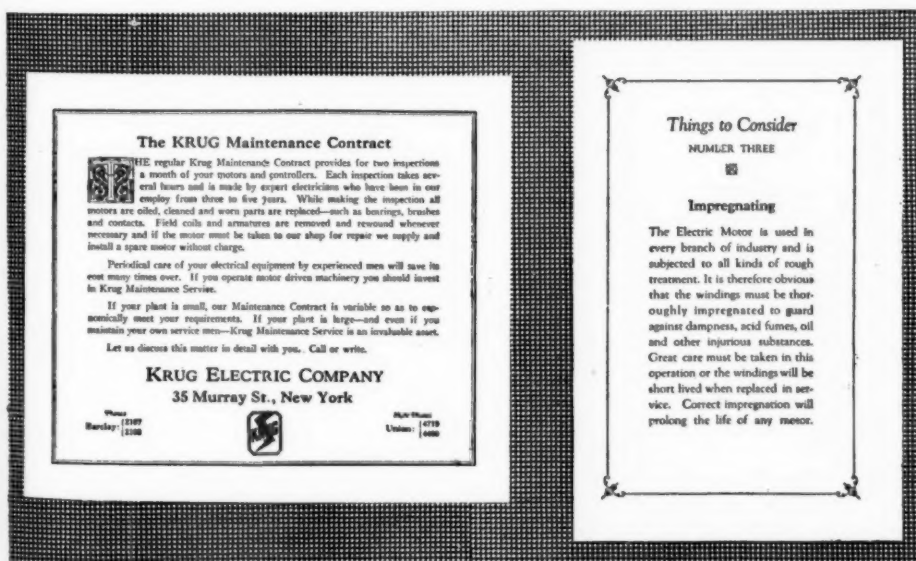 The KRUG Maintenance Contract
THE regular Krug Maintenance Contract provides for two inspections
a month of your motors and controllers. Each inspection takes sev-
eral hours and is made by expert electricians who have been in our
employ from three to five years. While making the inspection all
motors are oiled, cleaned and worn parts are replaced—such as bearings, brushes
and contacts. Field coils and armatures are removed and rewound whenever
necessary and if the motor must be taken to our shop for repair we supply and
install a spare motor without charge.
Periodical care of your electrical equipment by experienced men will save its
cost many times over. If you operate motor driven machinery you should invest
in Krug Maintenance Service.
If your plant is small, our Maintenance Contract is variable so as to eco-
nomically meet your requirements. If your plant is large—and even if you
maintain your own service men—Krug Maintenance Service is an invaluable asset.
Let us discuss this matter in detail with you. Call or write.
KRUG ELECTRIC COMPANY
35 Murray St., New York
Phone
Barclay: 2107
KRUG
Union: 4719
Things to Consider
NUMBER THREE
Impregnating
The Electric Motor is used in
every branch of industry and is
subjected to all kinds of rough
treatment. It is therefore obvious
that the windings must be thor-
oughly impregnated to guard
against dampness, acid fumes, oil
and other injurious substances.
Great care must be taken in this
operation or the windings will be
short lived when replaced in ser-
vice. Correct impregnation will
prolong the life of any motor.